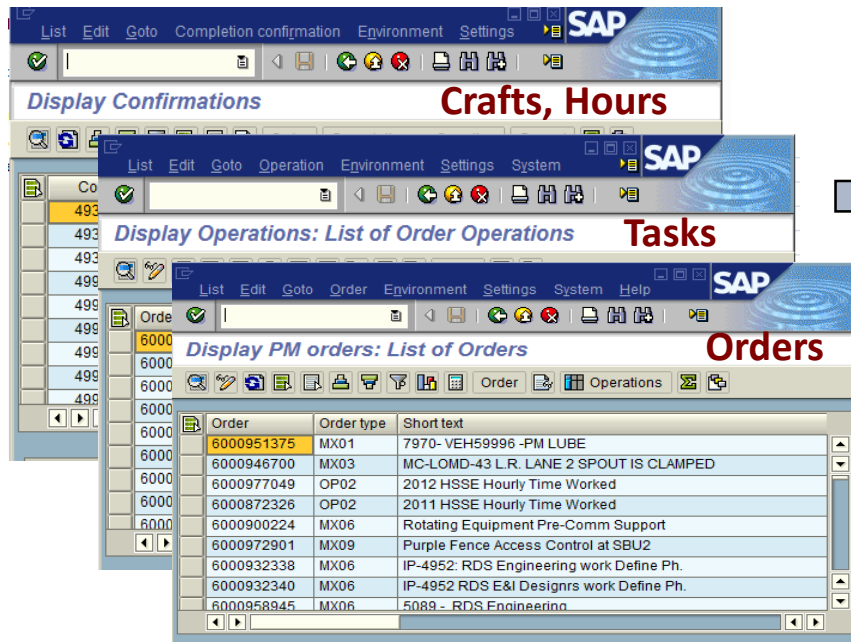 List Edit Goto Completion confirmation Environment Settings
SAP
Display Confirmations
Crafts, Hours
Co
493
493
493
499
499
499
499
499
499
List Edit Goto Operation Environment Settings System
SAP
Display Operations: List of Order Operations
Tasks
Orde
6000
6000
6000
6000
6000
6000
6000
6000
6000
List Edit Goto Order Environment Settings System Help
SAP
Display PM orders: List of Orders
Orders
Order Operations
Order Order type Short text
6000951375 MX01 7970- VEH59996 -PM LUBE
6000946700 MX03 MC-LOMD-43 L.R. LANE 2 SPOUT IS CLAMPED
6000977049 OP02 2012 HSSE Hourly Time Worked
6000872326 OP02 2011 HSSE Hourly Time Worked
6000900224 MX06 Rotating Equipment Pre-Comm Support
6000972901 MX09 Purple Fence Access Control at SBU2
6000932338 MX06 IP-4952: RDS Engineering work Define Ph.
6000932340 MX06 IP-4952 RDS E&I Designrs work Define Ph.
6000958945 MX06 5089 - RDS Engineering